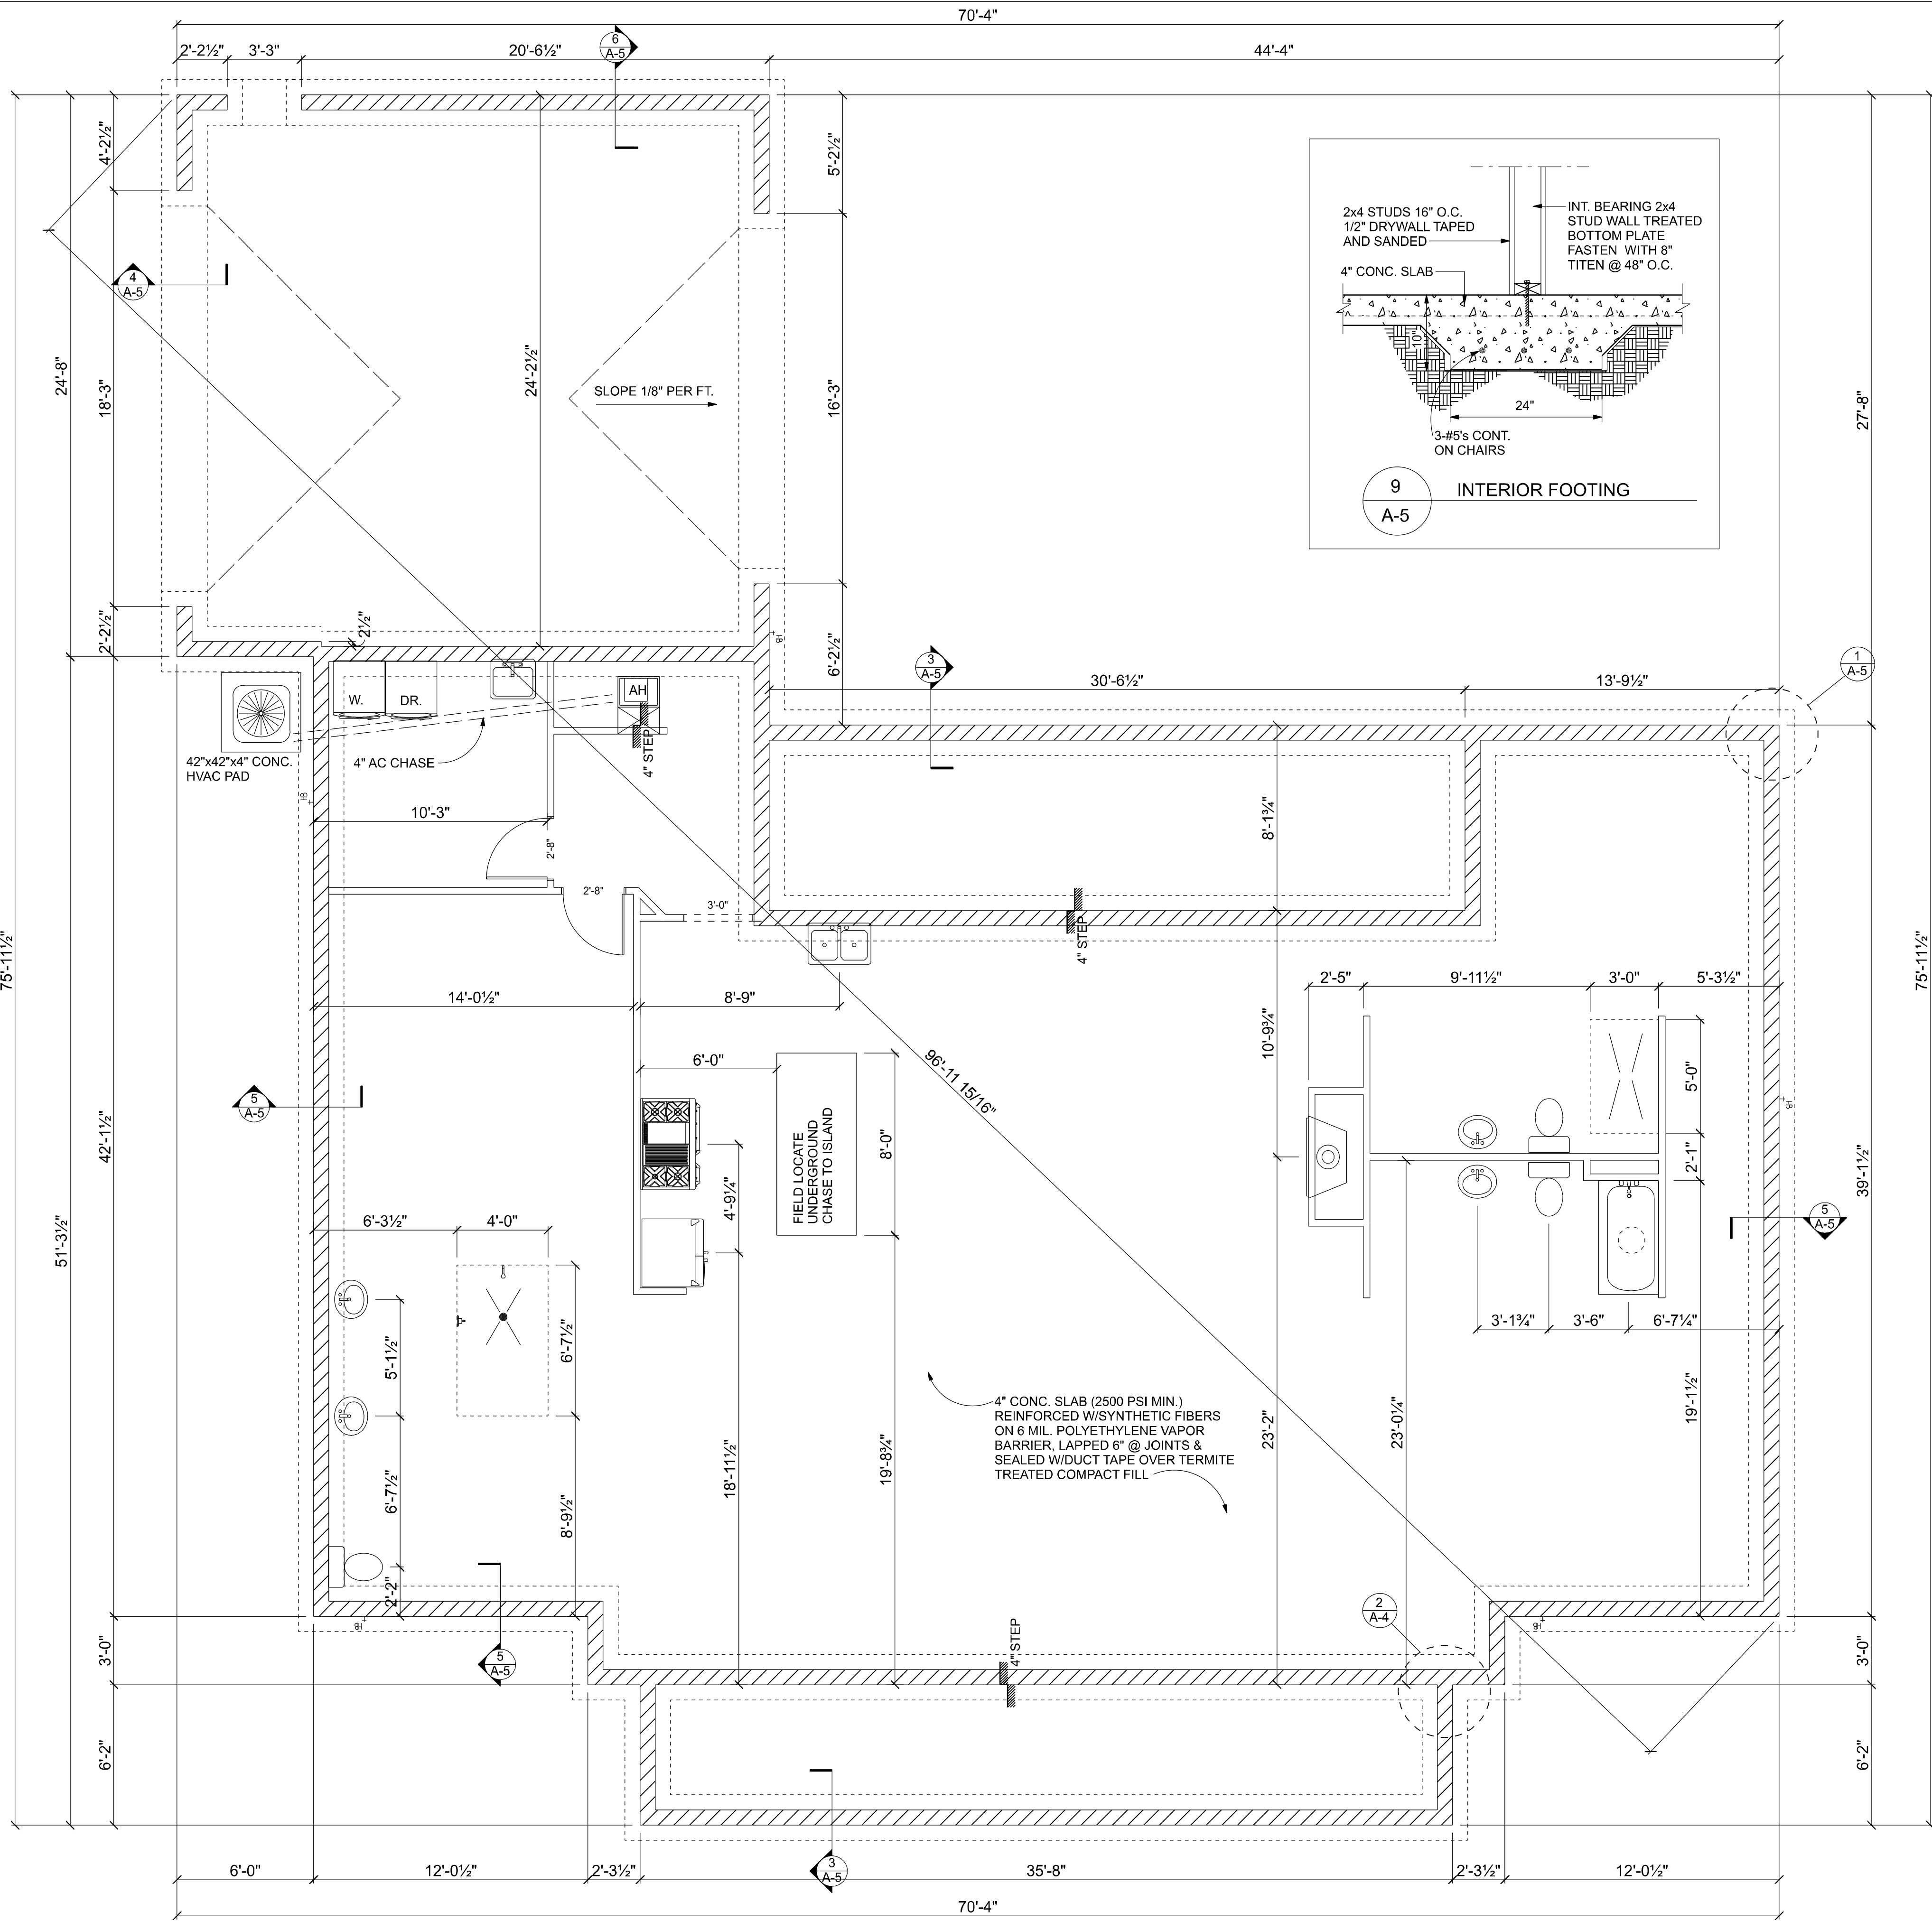 70'-4"
2'-2½"
3'-3"
20'-6½"
6
A-5
44'-4"
4'-2½"
5'-2½"
2x4 STUDS 16" O.C.
1/2" DRYWALL TAPED
AND SANDED
INT. BEARING 2x4
STUD WALL TREATED
BOTTOM PLATE
FASTEN WITH 8"
TITEN @ 48" O.C.
4" CONC. SLAB
10"
24"
3-#5's CONT.
ON CHAIRS
9
A-5
INTERIOR FOOTING
4
A-5
24'-8"
18'-3"
24'-2½"
SLOPE 1/8" PER FT.
16'-3"
27'-8"
2'-2½"
2½"
HB
6'-2½"
3
A-5
1
A-5
30'-6½"
13'-9½"
W.
DR.
AH
4" STEP
42"x42"x4" CONC.
HVAC PAD
4" AC CHASE
HB
10'-3"
2'-8"
2'-8"
3'-0"
8'-1¾"
4" STEP
75'-11½"
75'-11½"
14'-0½"
8'-9"
2'-5"
9'-11½"
3'-0"
5'-3½"
10'-9¾"
96'-11 15/16"
6'-0"
5'-0"
HB
5
A-5
42'-1½"
FIELD LOCATE
UNDERGROUND
CHASE TO ISLAND
8'-0"
2'-1"
39'-1½"
4'-9¼"
51'-3½"
6'-3½"
4'-0"
5
A-5
5'-1½"
6'-7½"
3'-1¾"
3'-6"
6'-7¼"
4" CONC. SLAB (2500 PSI MIN.)
REINFORCED W/SYNTHETIC FIBERS
ON 6 MIL. POLYETHYLENE VAPOR
BARRIER, LAPPED 6" @ JOINTS &
SEALED W/DUCT TAPE OVER TERMITE
TREATED COMPACT FILL
18'-11½"
19'-8¾"
23'-2"
23'-0¼"
19'-1½"
6'-7½"
8'-9½"
2'-2"
HB
2
A-4
HB
4" STEP
5
A-5
3'-0"
3'-0"
6'-2"
6'-2"
3
A-5
6'-0"
12'-0½"
2'-3½"
35'-8"
2'-3½"
12'-0½"
70'-4"